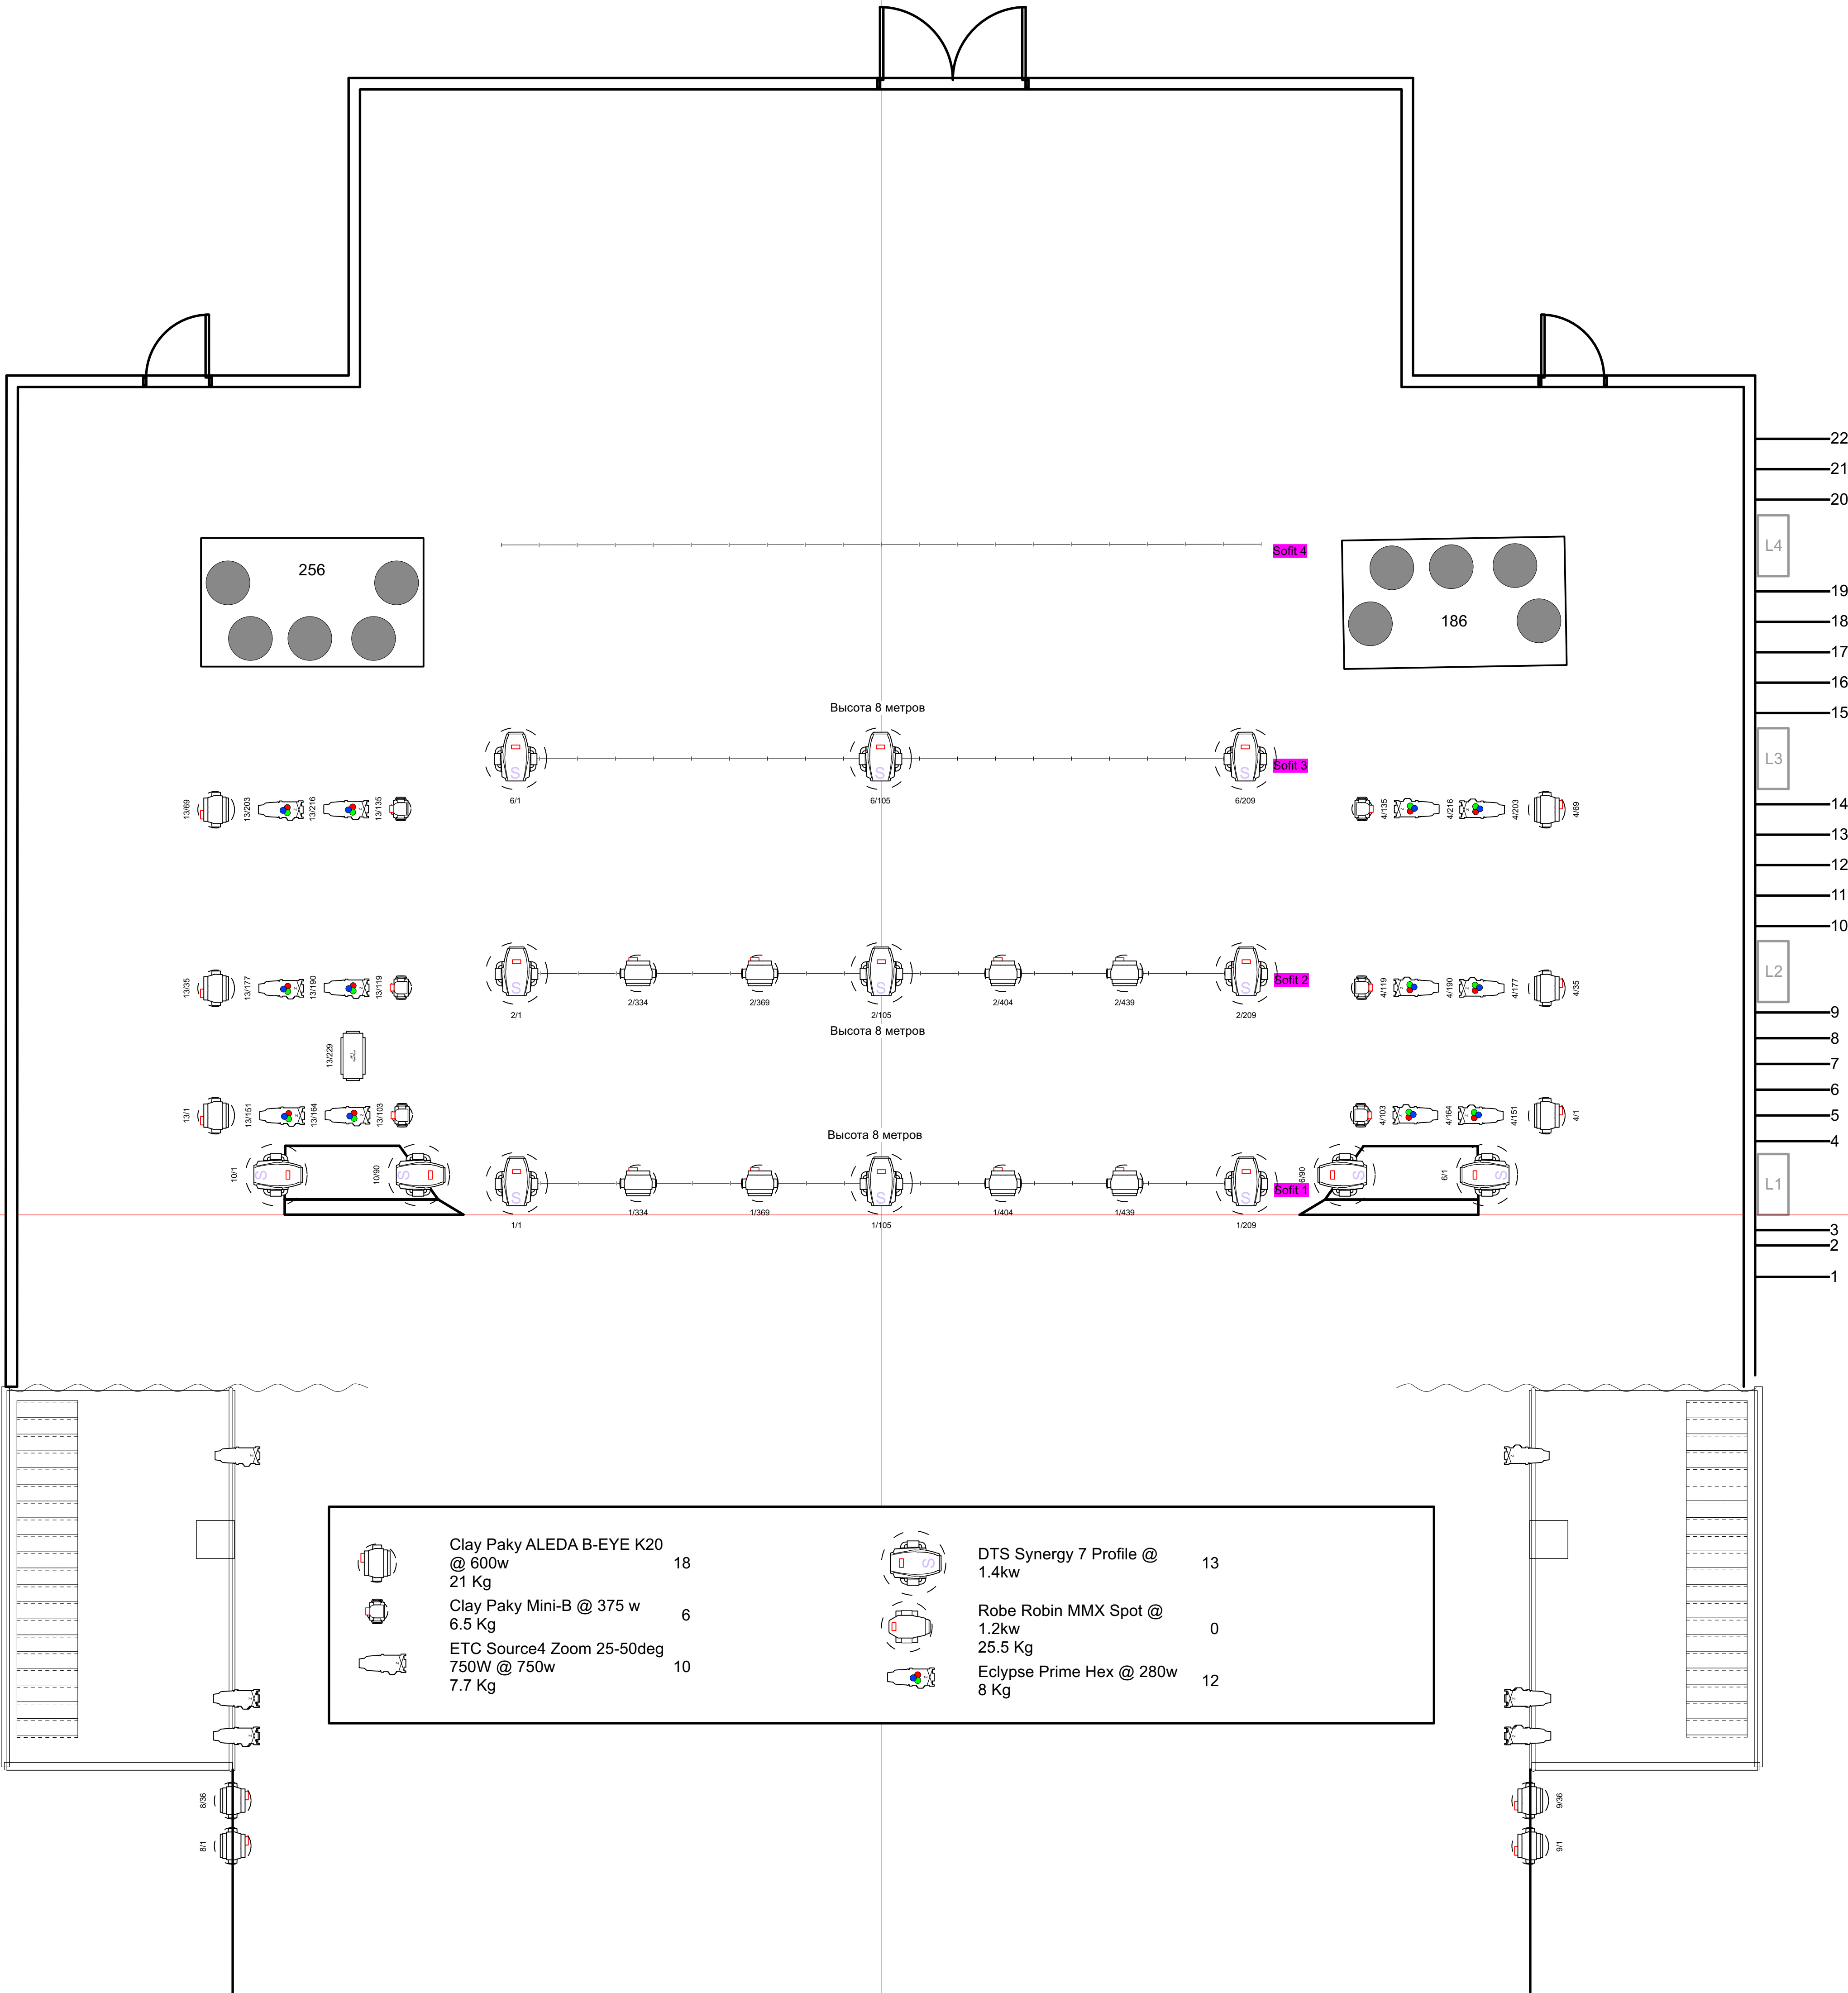 22
21
20
L4
Sofit 4
256
186
19
18
17
16
15
Высота 8 метров
L3
Sofit 3
S
S
S
6/1
6/105
6/209
13/69
13/203
13/216
13/135
4/135
4/216
4/203
4/69
14
13
12
11
10
L2
Sofit 2
13/35
13/177
13/190
13/119
S
S
S
4/119
4/190
4/177
4/35
2/1
2/334
2/369
2/105
2/404
2/439
2/209
Высота 8 метров
9
8
7
6
5
4
13/229
13/1
13/151
13/164
13/103
4/103
4/164
4/151
4/1
Высота 8 метров
10/1
S
10/90
S
6/90
S
6/1
S
L1
Sofit 1
S
S
S
1/1
1/334
1/369
1/105
1/404
1/439
1/209
3
2
1
Clay Paky ALEDA B-EYE K20
@ 600w
21 Kg
18
Clay Paky Mini-B @ 375 w
6.5 Kg
6
ETC Source4 Zoom 25-50deg
750W @ 750w
7.7 Kg
10
S
DTS Synergy 7 Profile @
1.4kw
13
Robe Robin MMX Spot @
1.2kw
25.5 Kg
0
Eclypse Prime Hex @ 280w
8 Kg
12
8/36
9/36
8/1
9/1